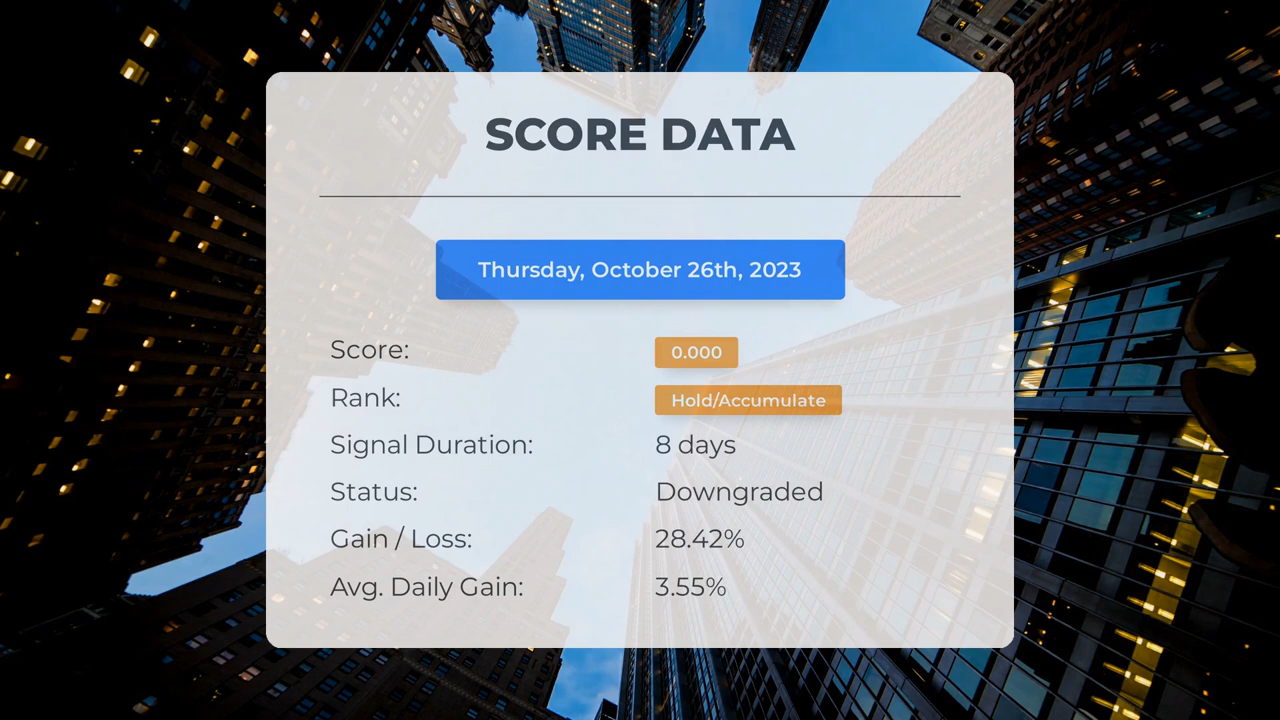 SCORE DATA
Thursday, October 26th, 2023
Score: 0.000
Rank: Hold/Accumulate
Signal Duration: 8 days
Status: Downgraded
Gain / Loss: 28.42%
Avg. Daily Gain: 3.55%